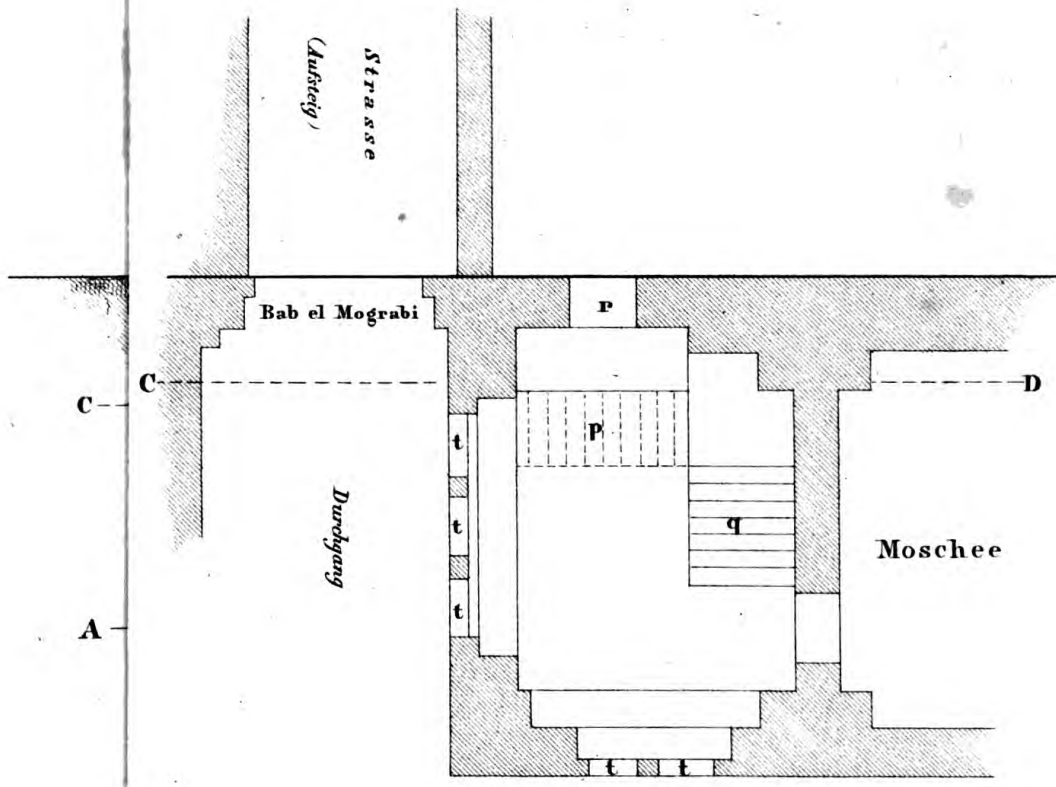 Strasse
(Aufsteig)
Bab el Mograbi
r
C
D
C
p
t
q
t
Durchgang
Moschee
t
A
t
t